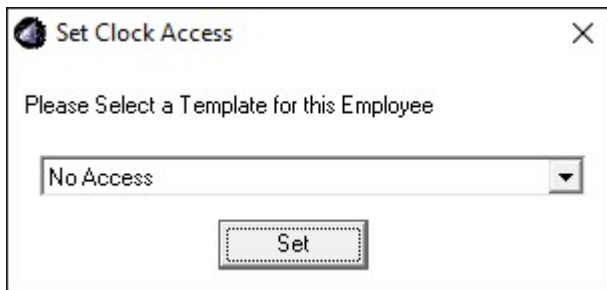 Set Clock Access
Please Select a Template for this Employee
No Access
Set